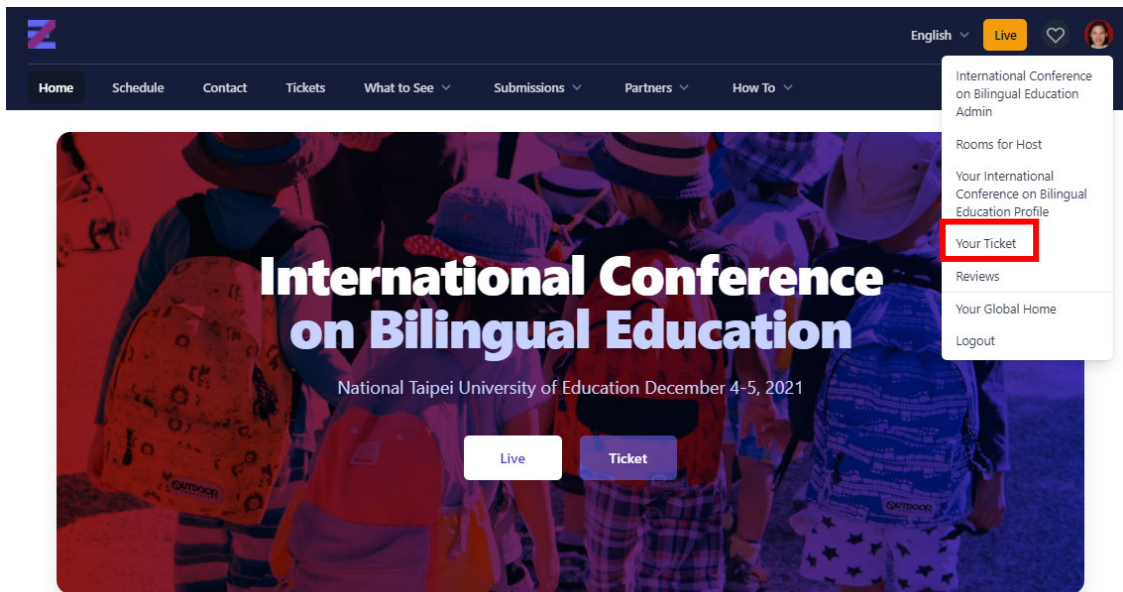 English
Live
Home
Schedule
Contact
Tickets
What to See
Submissions
Partners
How To
International Conference
on Bilingual Education
Admin
Rooms for Host
Your International
Conference on Bilingual
Education Profile
Your Ticket
Reviews
Your Global Home
Logout
International Conference
on Bilingual Education
National Taipei University of Education December 4-5, 2021
Live
Ticket
OUTDOOR
OUTDOOR